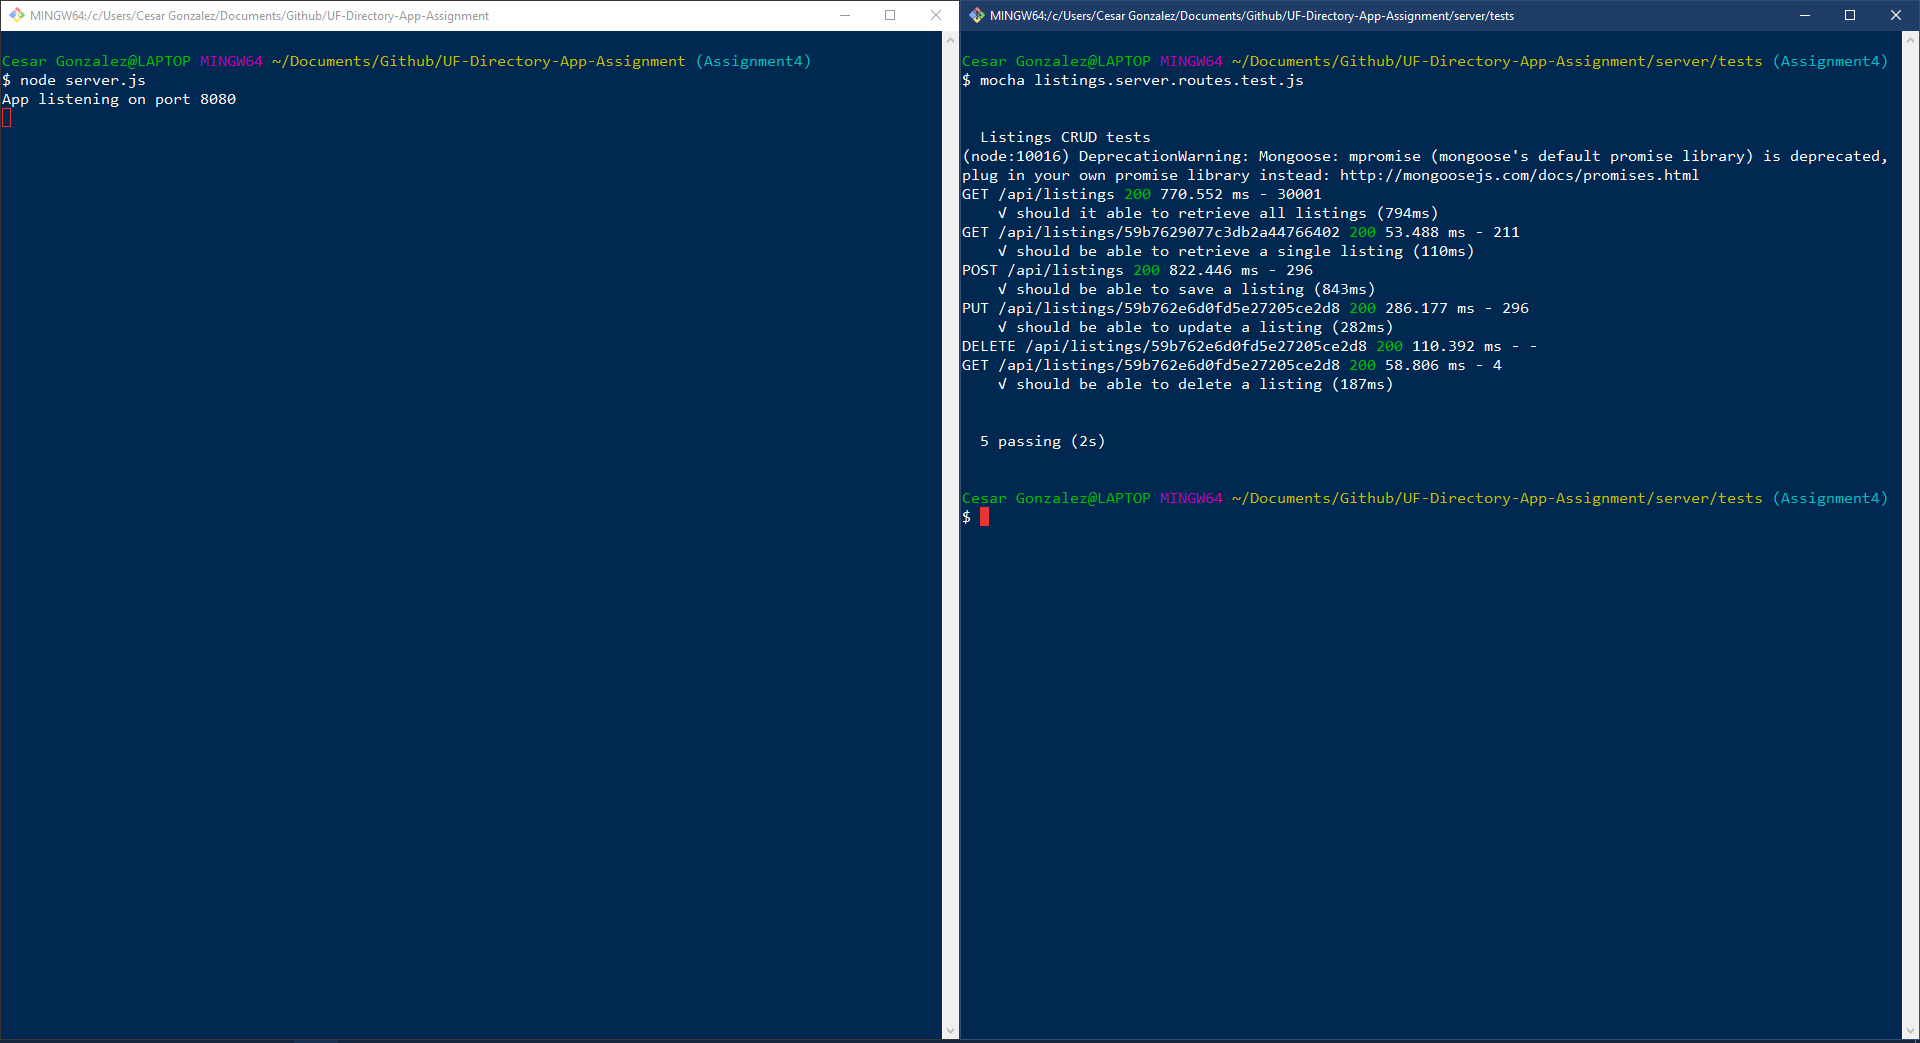 MINGW64:/c/Users/Cesar Gonzalez/Documents/Github/UF-Directory-App-Assignment
Cesar Gonzalez@LAPTOP MINGW64 ~/Documents/Github/UF-Directory-App-Assignment (Assignment4)
$ node server.js
App listening on port 8080
MINGW64:/c/Users/Cesar Gonzalez/Documents/Github/UF-Directory-App-Assignment/server/tests
Cesar Gonzalez@LAPTOP MINGW64 ~/Documents/Github/UF-Directory-App-Assignment/server/tests (Assignment4)
$ mocha listings.server.routes.test.js
Listings CRUD tests
(node:10016) DeprecationWarning: Mongoose: mpromise (mongoose's default promise library) is deprecated,
plug in your own promise library instead: http://mongoosejs.com/docs/promises.html
GET /api/listings 200 770.552 ms - 30001
√ should it able to retrieve all listings (794ms)
GET /api/listings/59b7629077c3db2a44766402 200 53.488 ms - 211
√ should be able to retrieve a single listing (110ms)
POST /api/listings 200 822.446 ms - 296
√ should be able to save a listing (843ms)
PUT /api/listings/59b762e6d0fd5e27205ce2d8 200 286.177 ms - 296
√ should be able to update a listing (282ms)
DELETE /api/listings/59b762e6d0fd5e27205ce2d8 200 110.392 ms - -
GET /api/listings/59b762e6d0fd5e27205ce2d8 200 58.806 ms - 4
√ should be able to delete a listing (187ms)
5 passing (2s)
Cesar Gonzalez@LAPTOP MINGW64 ~/Documents/Github/UF-Directory-App-Assignment/server/tests (Assignment4)
$